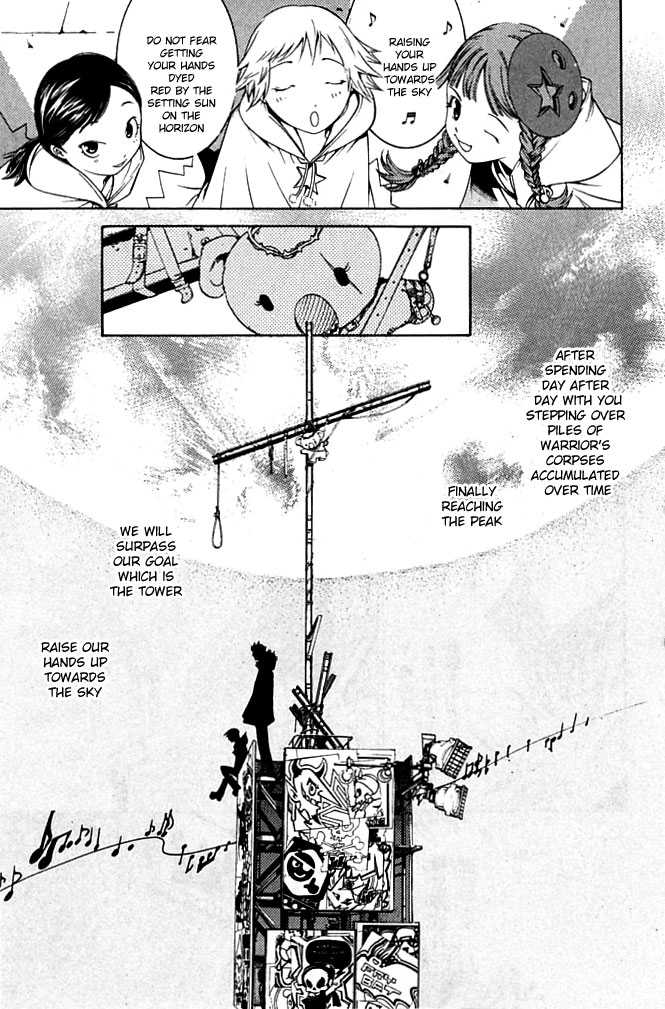 RAISING
YOUR
HANDS UP
TOWARDS
THE SKY
DO NOT FEAR
GETTING
YOUR HANDS
DYED
RED BY THE
SETTING SUN
ON THE
HORIZON
AFTER
SPENDING
DAY AFTER
DAY WITH YOU
STEPPING OVER
PILES OF
WARRIOR'S
CORPSES
ACCUMULATED
OVER TIME
FINALLY
REACHING
THE PEAK
WE WILL
SURPASS
OUR GOAL
WHICH IS
THE TOWER
RAISE OUR
HANDS UP
TOWARDS
THE SKY